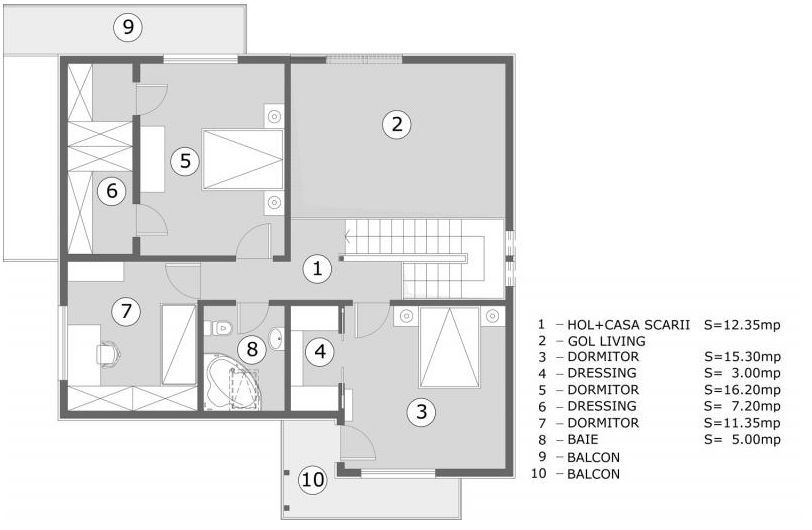 9
2
5
6
1
7
8
4
3
10
1 – HOL+CASA SCARII S=12.35mp
2 – GOL LIVING
3 – DORMITOR S=15.30mp
4 – DRESSING S= 3.00mp
5 – DORMITOR S=16.20mp
6 – DRESSING S= 7.20mp
7 – DORMITOR S=11.35mp
8 – BAIE S= 5.00mp
9 – BALCON
10 – BALCON